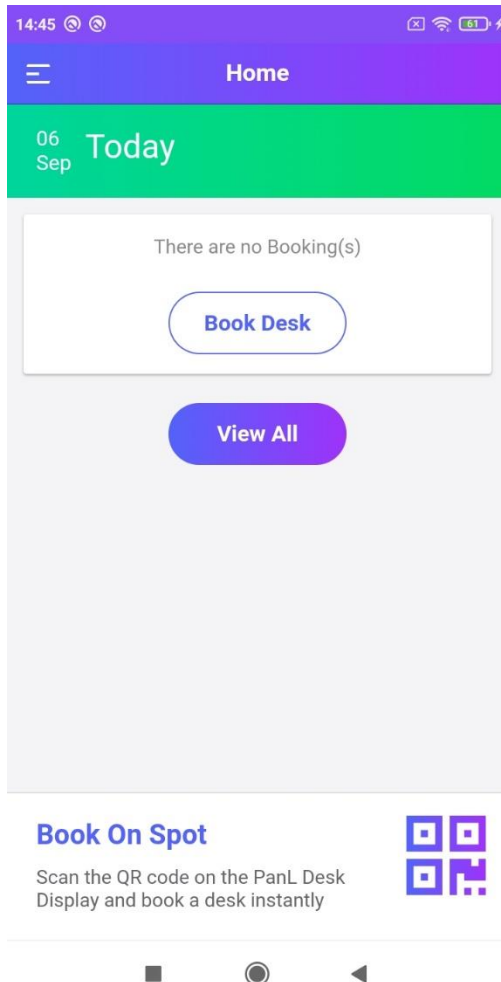 14:45 61
Home
06
Sep
Today
There are no Booking(s)
Book Desk
View All
Book On Spot
Scan the QR code on the PanL Desk
Display and book a desk instantly